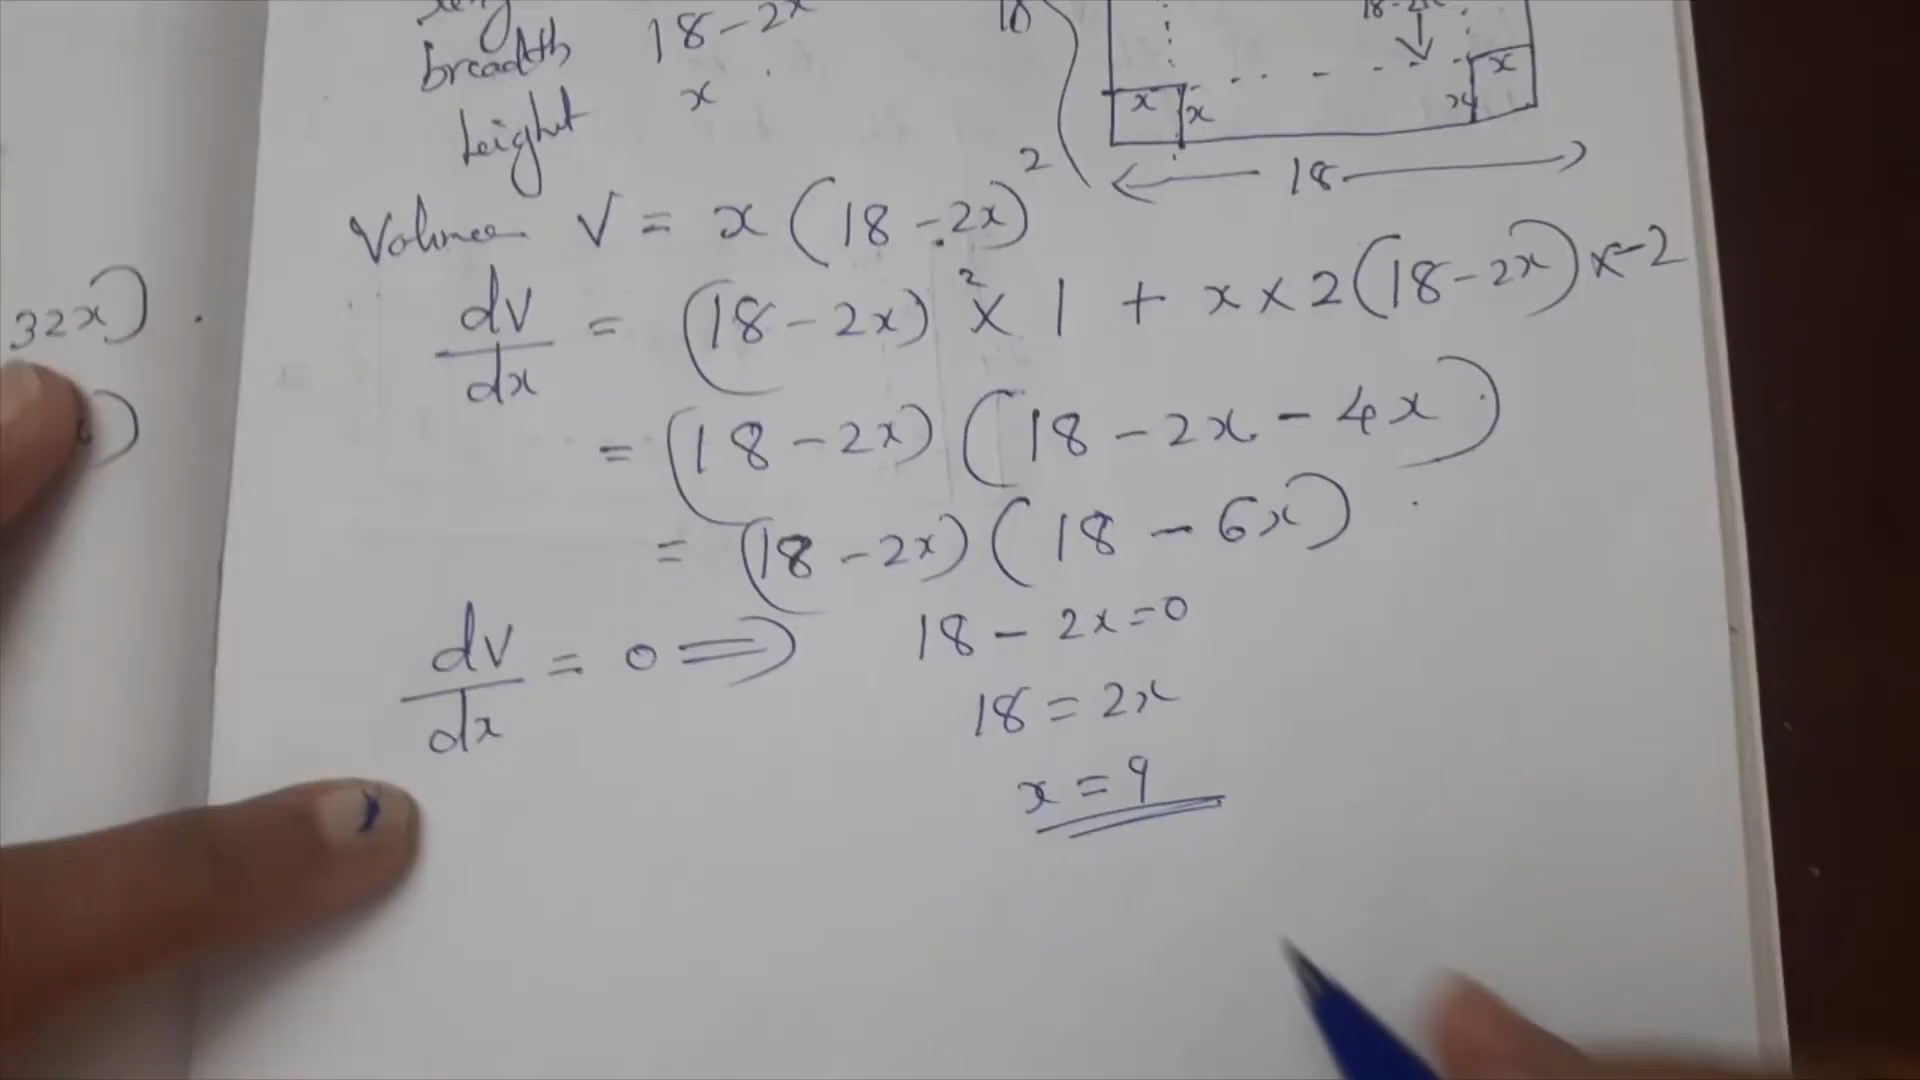 breadth 18-2x
height x
18
18-2x
x x x x
18
Volume V = x(18-2x)²
dv/dx = (18-2x)² × 1 + x×2(18-2x)×-2
= (18-2x)(18-2x-4x)
= (18-2x)(18-6x)
dv/dx = 0 ⟹ 18-2x=0
18=2x
x=9
32x)